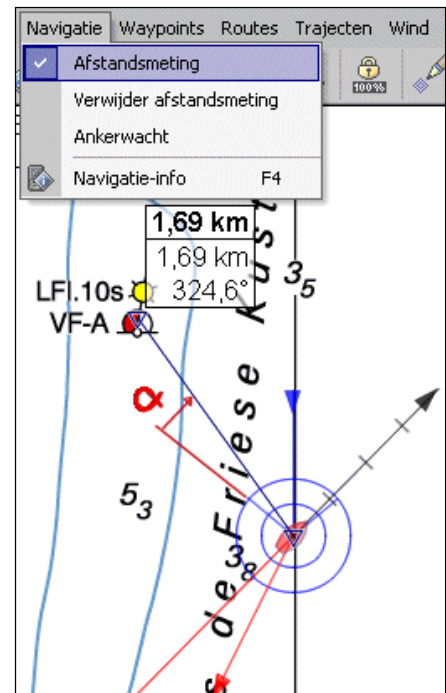 Navigatie Waypoints Routes Trajecten Wind
Afstandsmeting
100%
Verwijder afstandsmeting
Ankerwacht
Navigatie-info F4
1,69 km
1,69 km
324,6°
LFl.10s
VF-A
α
3₅
5₃
3₈
s de Friese Kust